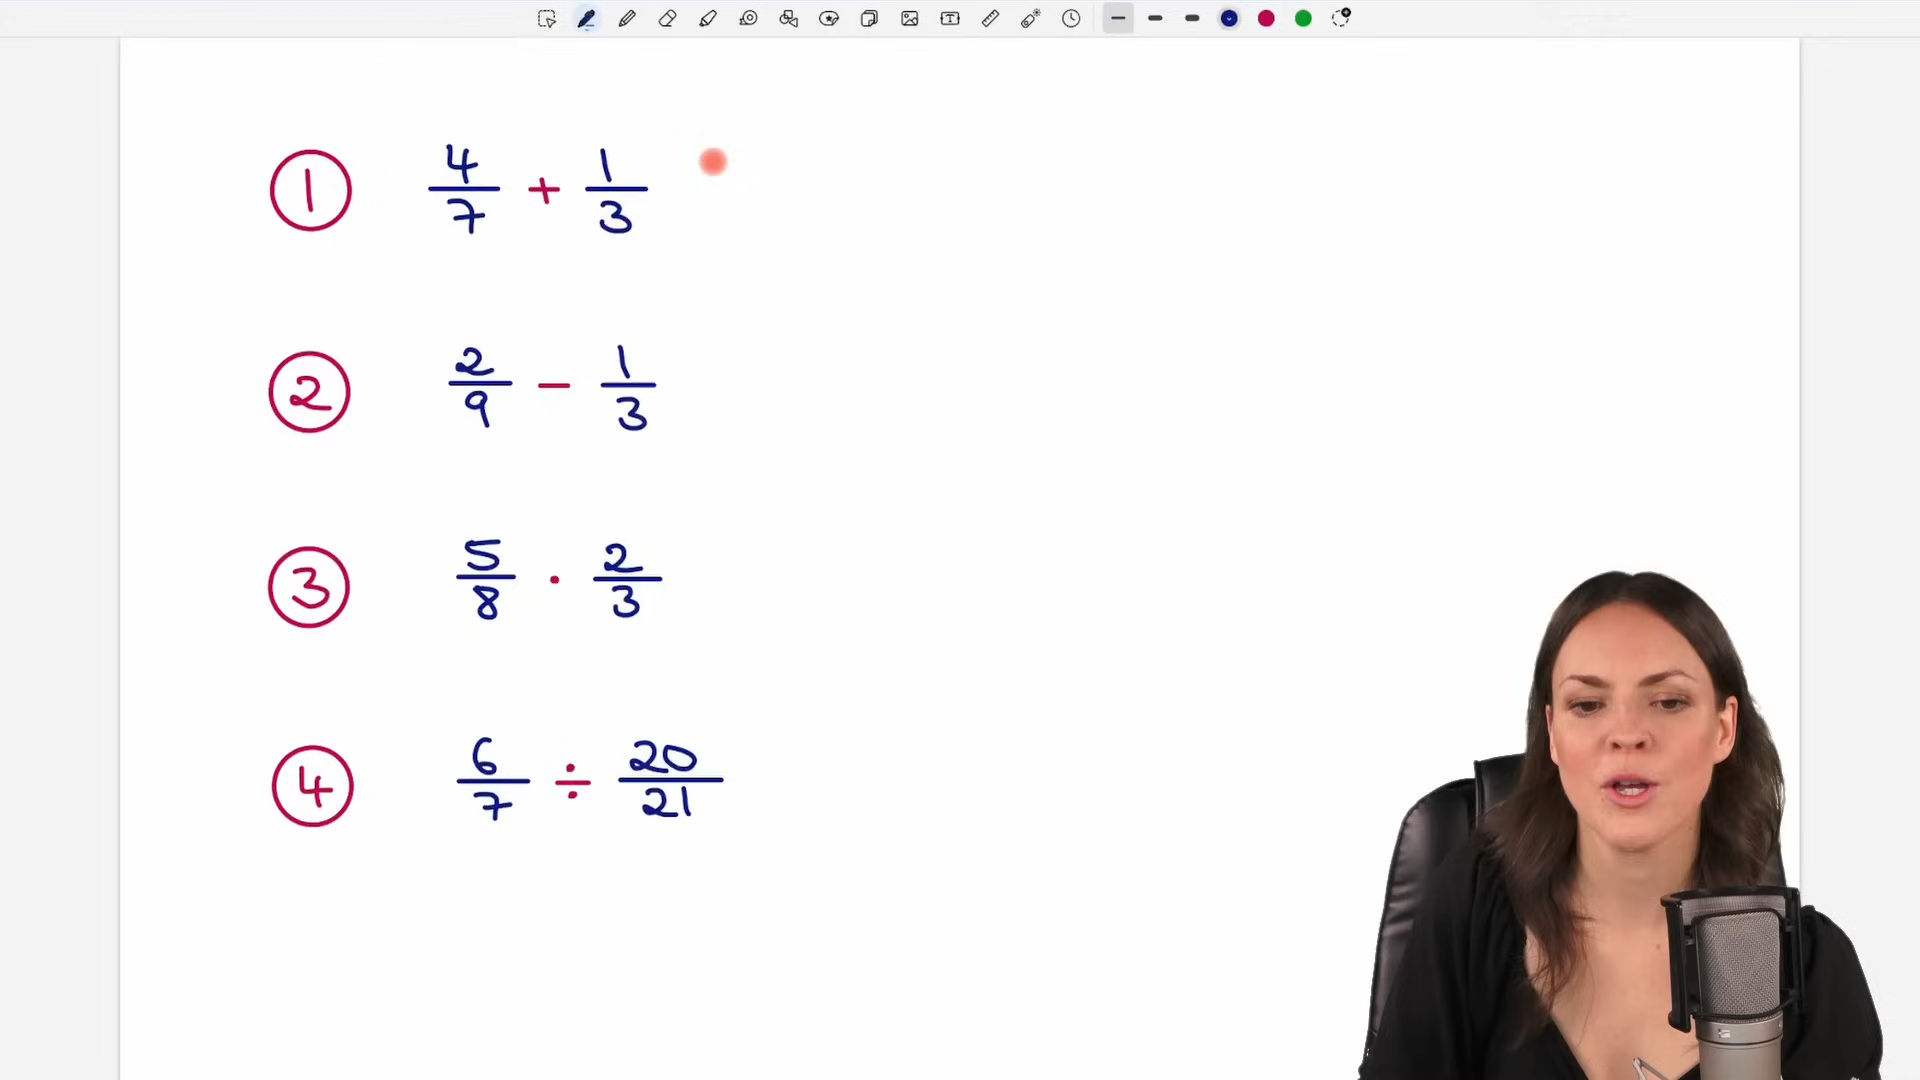 ① 4/7 + 1/3
② 2/9 - 1/3
③ 5/8 · 2/3
④ 6/7 ÷ 20/21